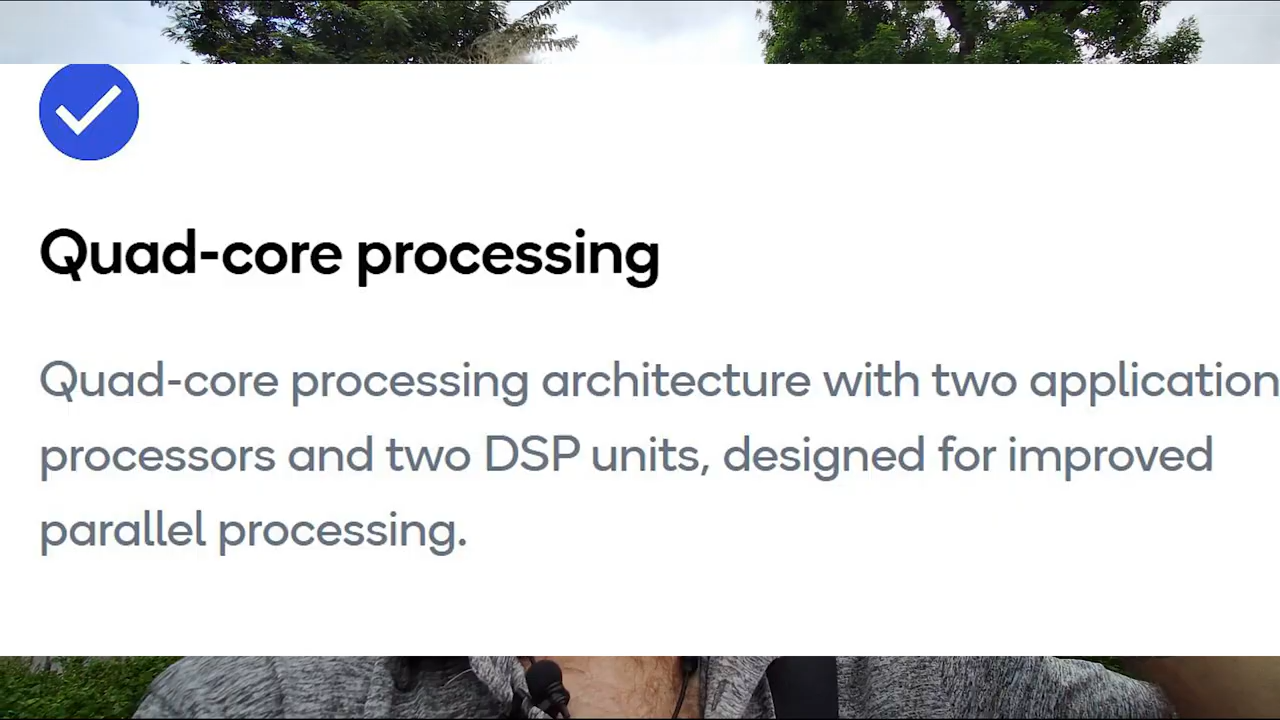 Quad-core processing
Quad-core processing architecture with two application
processors and two DSP units, designed for improved
parallel processing.